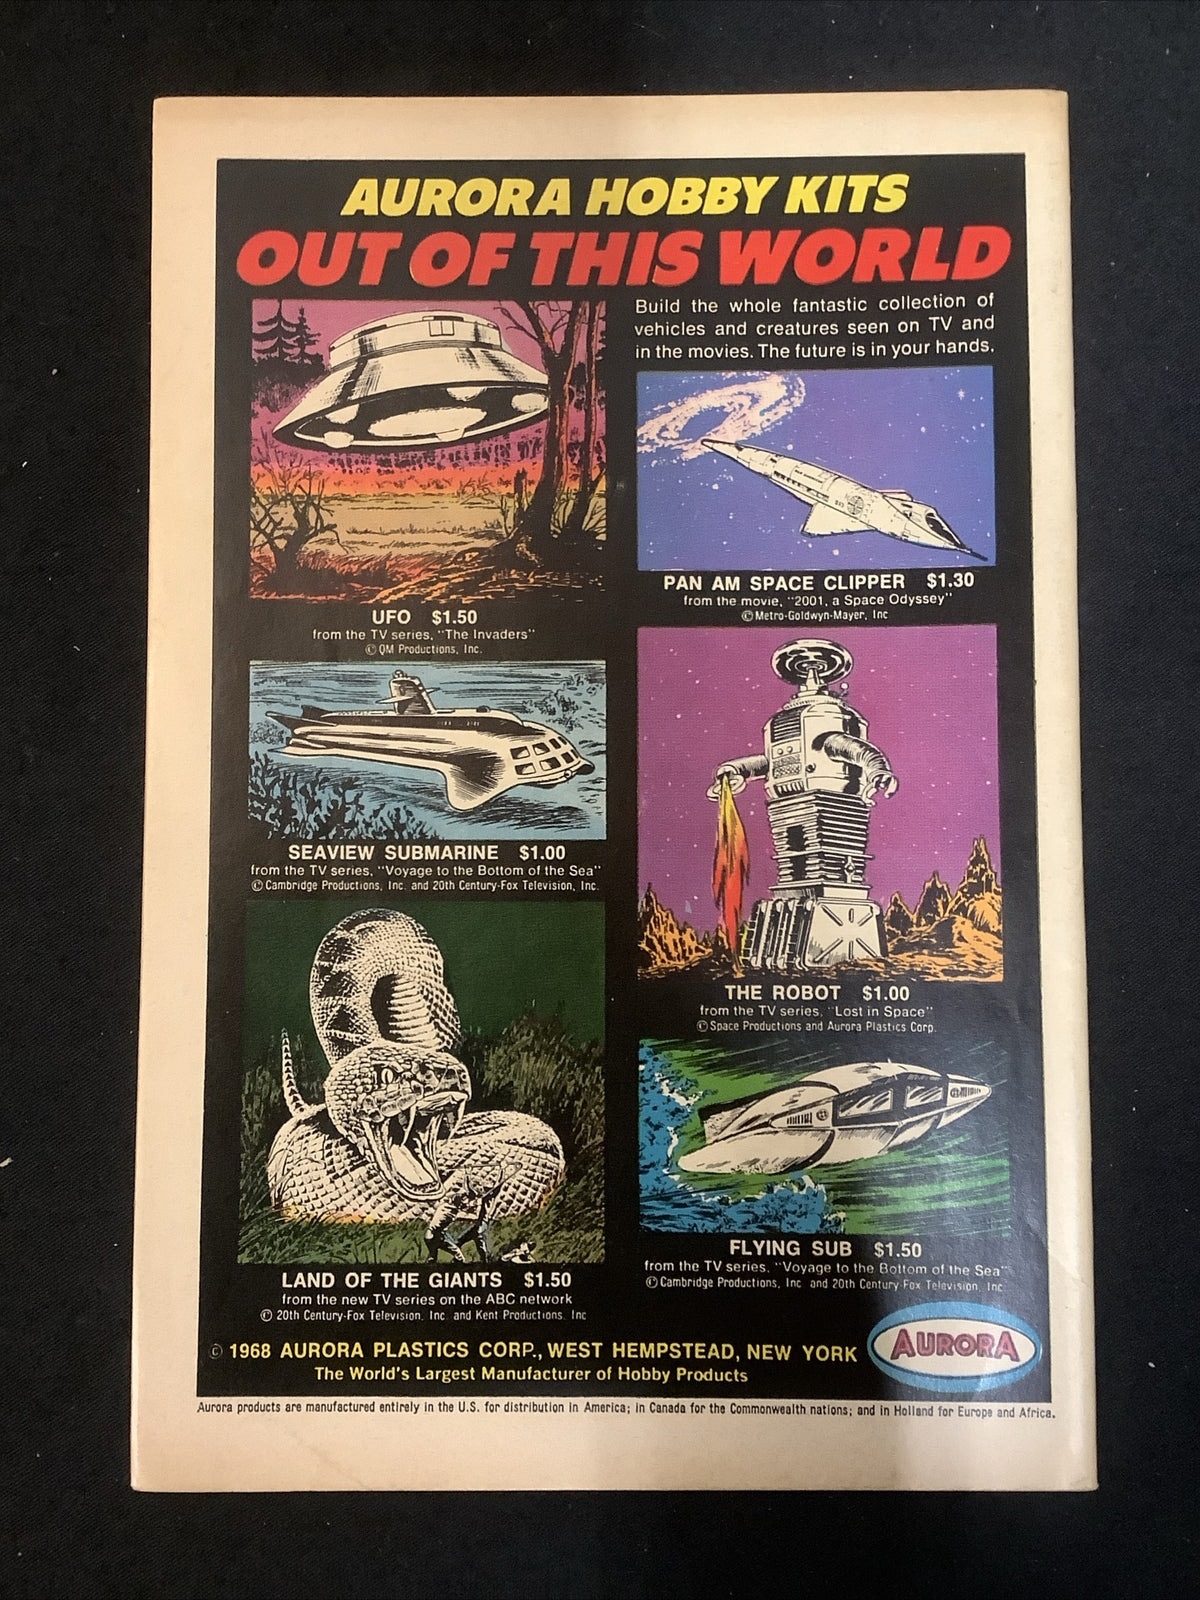 AURORA HOBBY KITS
OUT OF THIS WORLD
Build the whole fantastic collection of
vehicles and creatures seen on TV and
in the movies. The future is in your hands.
UFO $1.50
from the TV series, "The Invaders"
© QM Productions, Inc.
PAN AM SPACE CLIPPER $1.30
from the movie, "2001, a Space Odyssey"
© Metro-Goldwyn-Mayer, Inc
SEAVIEW SUBMARINE $1.00
from the TV series, "Voyage to the Bottom of the Sea"
© Cambridge Productions, Inc. and 20th Century-Fox Television, Inc.
THE ROBOT $1.00
from the TV series, "Lost in Space"
© Space Productions and Aurora Plastics Corp.
LAND OF THE GIANTS $1.50
from the new TV series on the ABC network
© 20th Century-Fox Television, Inc. and Kent Productions, Inc
FLYING SUB $1.50
from the TV series, "Voyage to the Bottom of the Sea"
© Cambridge Productions, Inc and 20th Century-Fox Television, Inc.
© 1968 AURORA PLASTICS CORP., WEST HEMPSTEAD, NEW YORK
The World's Largest Manufacturer of Hobby Products
AURORA
Aurora products are manufactured entirely in the U.S. for distribution in America; in Canada for the Commonwealth nations; and in Holland for Europe and Africa.